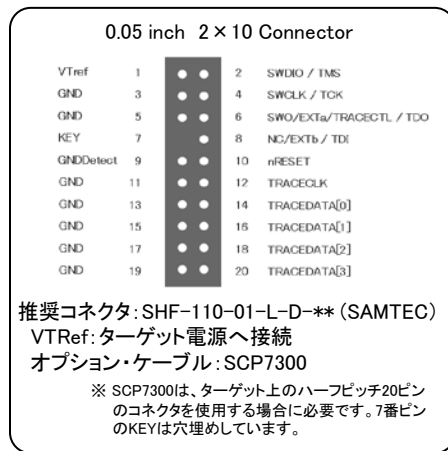 0.05 inch 2×10 Connector
VTref 1 2 SWDIO / TMS
GND 3 4 SWCLK / TCK
GND 5 6 SWO/EXTa/TRACECTL / TDO
KEY 7 8 NC/EXTb / TDI
GNDDetect 9 10 nRESET
GND 11 12 TRACECLK
GND 13 14 TRACEDATA[0]
GND 15 16 TRACEDATA[1]
GND 17 18 TRACEDATA[2]
GND 19 20 TRACEDATA[3]
推奨コネクタ:SHF-110-01-L-D-**(SAMTEC)
VTRef:ターゲット電源へ接続
オプション・ケーブル:SCP7300
※ SCP7300は、ターゲット上のハーフピッチ20ピン
のコネクタを使用する場合に必要です。7番ピン
のKEYは穴埋めしています。